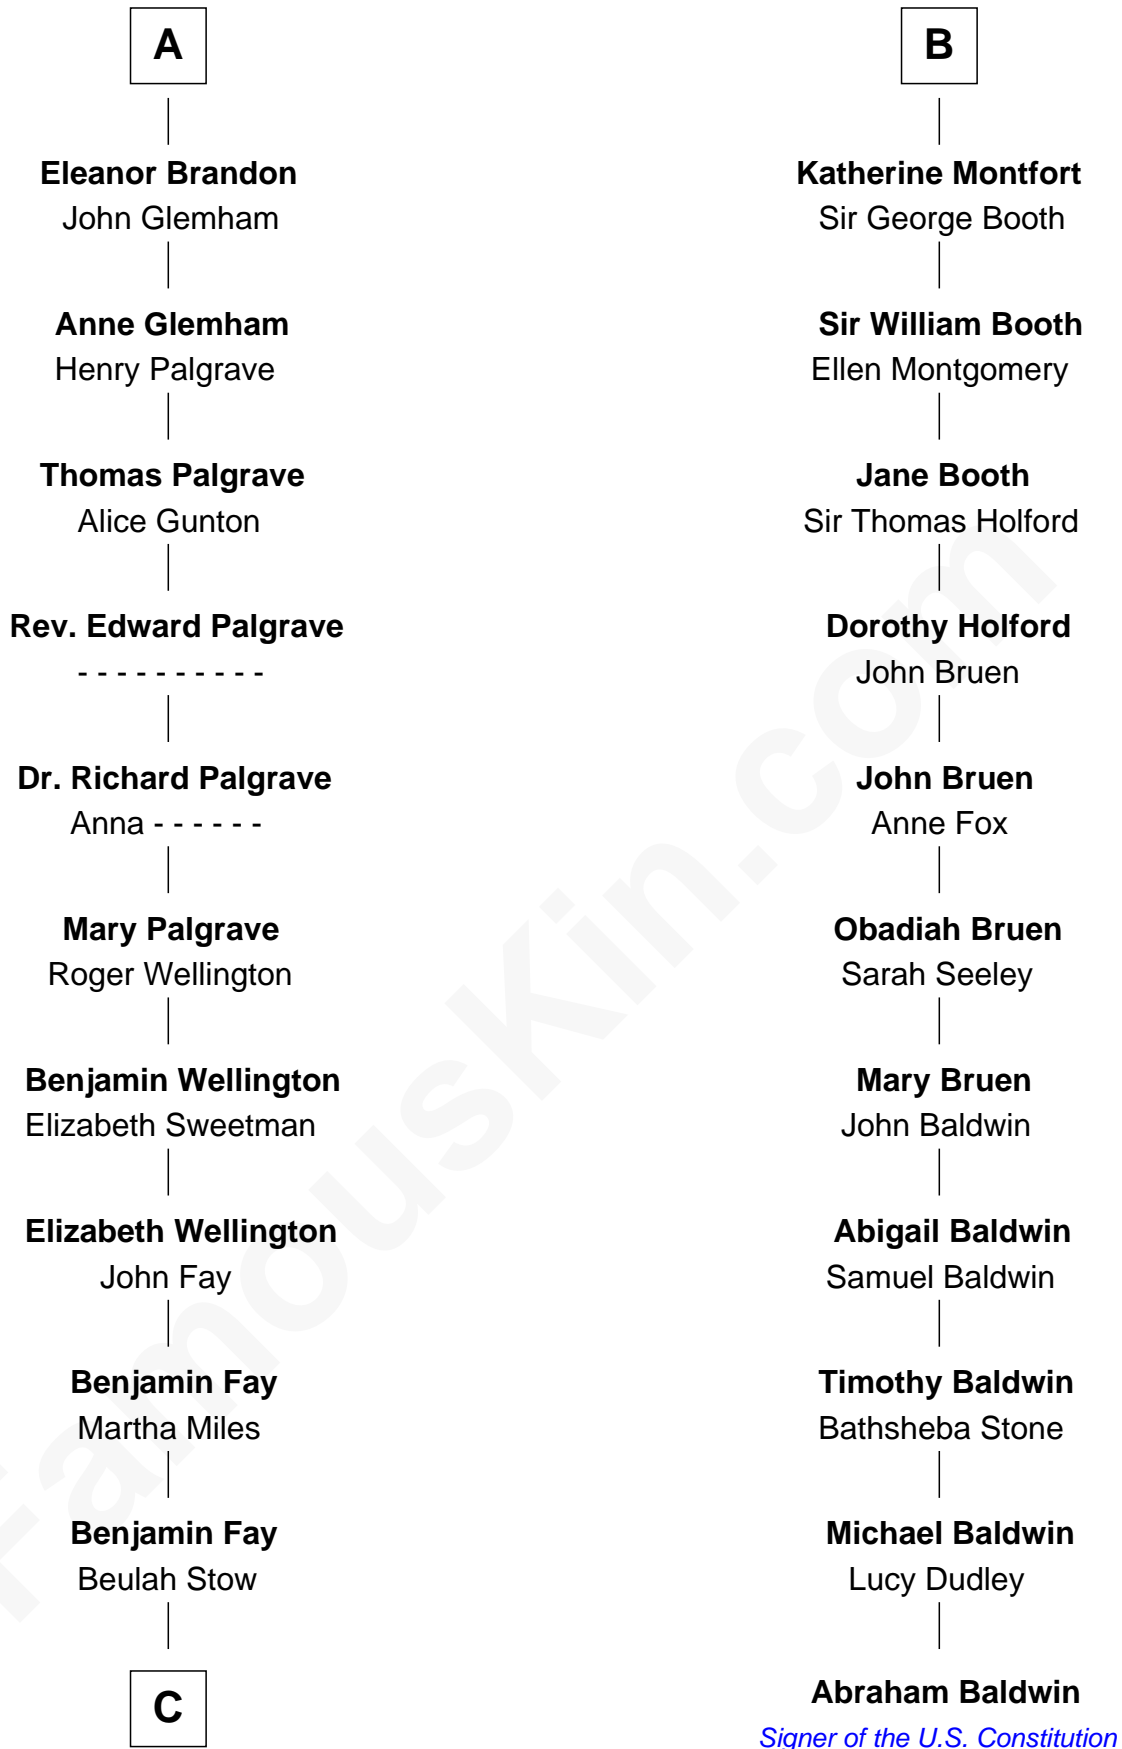 A
Eleanor Brandon
John Glemham
Anne Glemham
Henry Palgrave
Thomas Palgrave
Alice Gunton
Rev. Edward Palgrave
- - - - - - - - - -
Dr. Richard Palgrave
Anna - - - - - -
Mary Palgrave
Roger Wellington
Benjamin Wellington
Elizabeth Sweetman
Elizabeth Wellington
John Fay
Benjamin Fay
Martha Miles
Benjamin Fay
Beulah Stow
C
B
Katherine Montfort
Sir George Booth
Sir William Booth
Ellen Montgomery
Jane Booth
Sir Thomas Holford
Dorothy Holford
John Bruen
John Bruen
Anne Fox
Obadiah Bruen
Sarah Seeley
Mary Bruen
John Baldwin
Abigail Baldwin
Samuel Baldwin
Timothy Baldwin
Bathsheba Stone
Michael Baldwin
Lucy Dudley
Abraham Baldwin
Signer of the U.S. Constitution
FamousKin.com